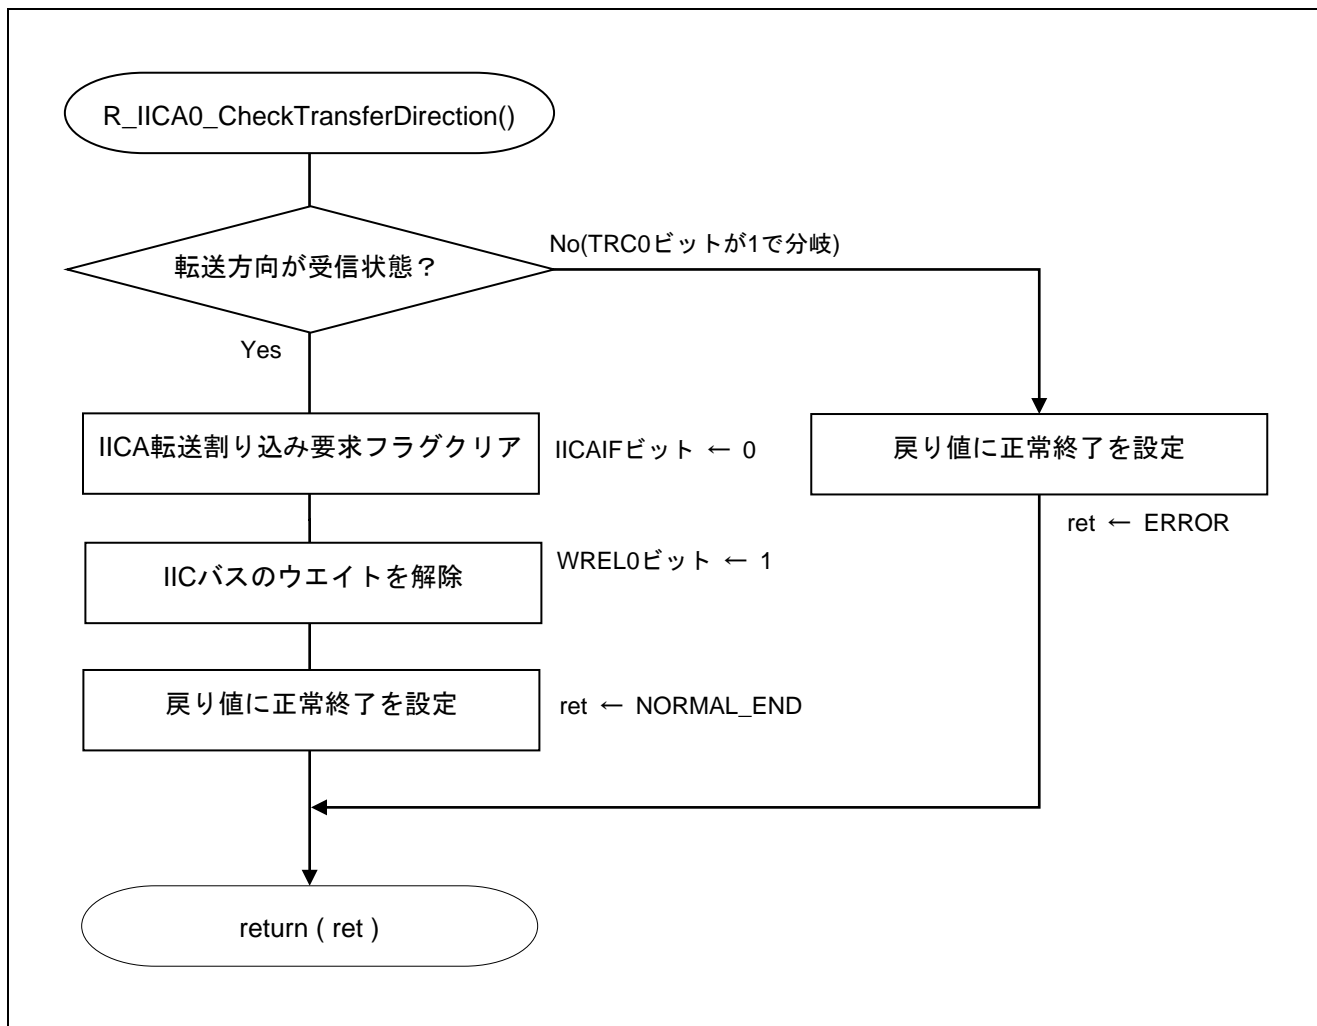 R_IICA0_CheckTransferDirection()
転送方向が受信状態？
No(TRC0ビットが1で分岐)
Yes
IICA転送割り込み要求フラグクリア
IICAIFビット ← 0
戻り値に正常終了を設定
ret ← ERROR
IICバスのウエイトを解除
WREL0ビット ← 1
戻り値に正常終了を設定
ret ← NORMAL_END
return ( ret )